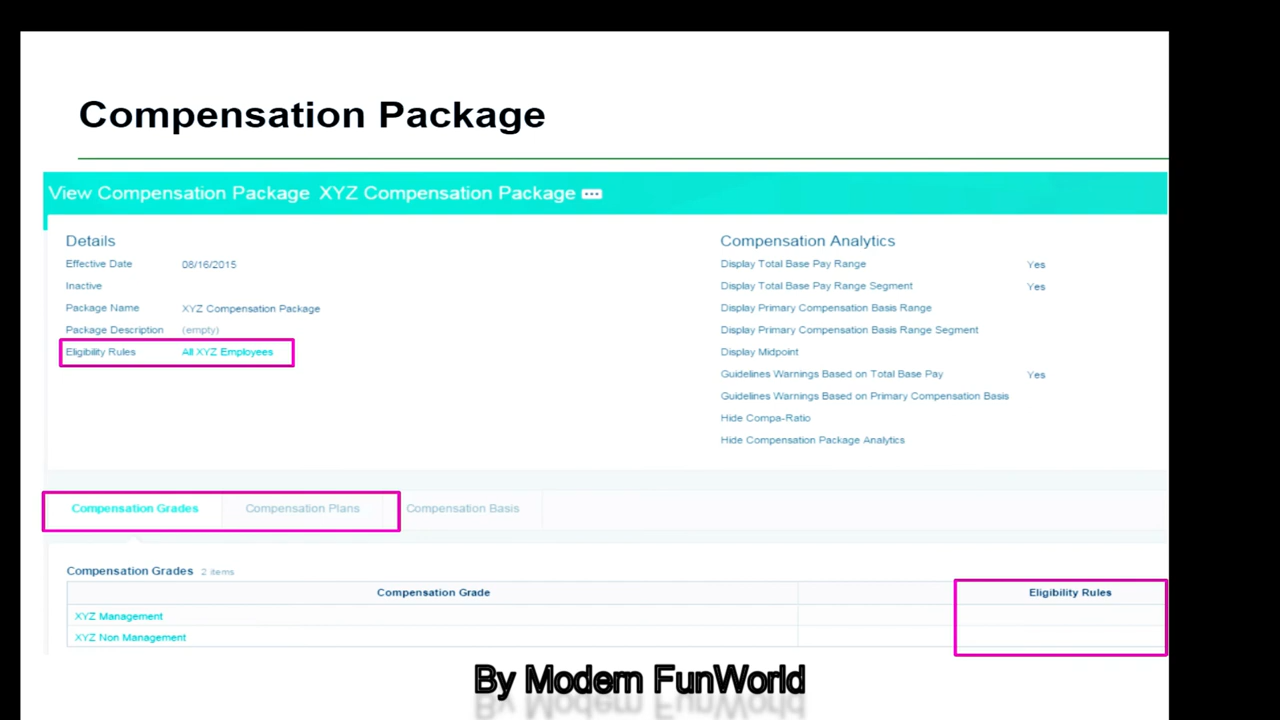 Compensation Package
View Compensation Package XYZ Compensation Package
Details
Effective Date 08/16/2015
Inactive
Package Name XYZ Compensation Package
Package Description (empty)
Eligibility Rules All XYZ Employees
Compensation Analytics
Display Total Base Pay Range Yes
Display Total Base Pay Range Segment Yes
Display Primary Compensation Basis Range
Display Primary Compensation Basis Range Segment
Display Midpoint
Guidelines Warnings Based on Total Base Pay Yes
Guidelines Warnings Based on Primary Compensation Basis
Hide Compa-Ratio
Hide Compensation Package Analytics
Compensation Grades Compensation Plans Compensation Basis
Compensation Grades 2 items
Compensation Grade Eligibility Rules
XYZ Management
XYZ Non Management
By Modern FunWorld